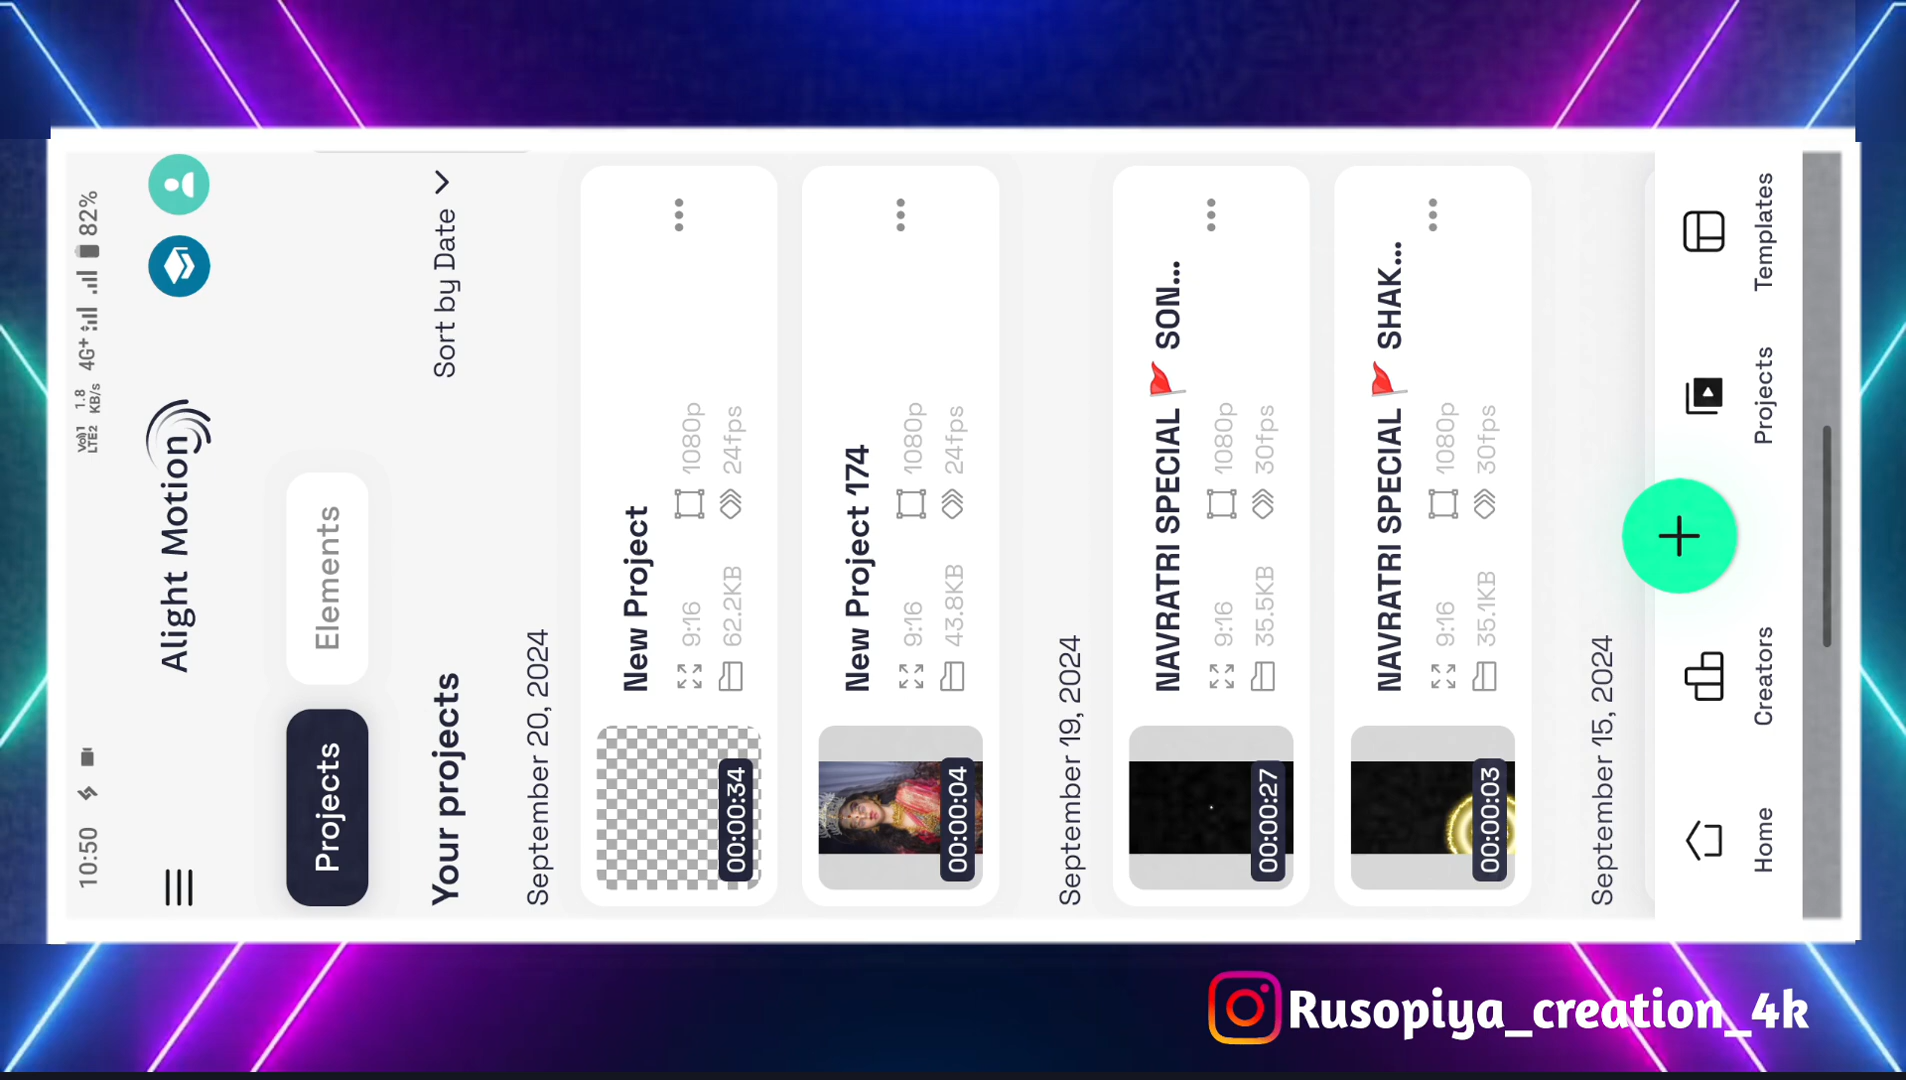 10:50
Vo)) 1
LTE2
1.8
KB/s
4G+
82%
Alight Motion
Projects
Elements
Your projects
Sort by Date
September 20, 2024
New Project
9:16
1080p
62.2KB
24fps
00:00:34
New Project 174
9:16
1080p
43.8KB
24fps
00:00:04
September 19, 2024
NAVRATRI SPECIAL 🚩 SON...
9:16
1080p
35.5KB
30fps
00:00:27
NAVRATRI SPECIAL 🚩 SHAK...
9:16
1080p
35.1KB
30fps
00:00:03
September 15, 2024
Home
Creators
Projects
Templates
Rusopiya_creation_4k